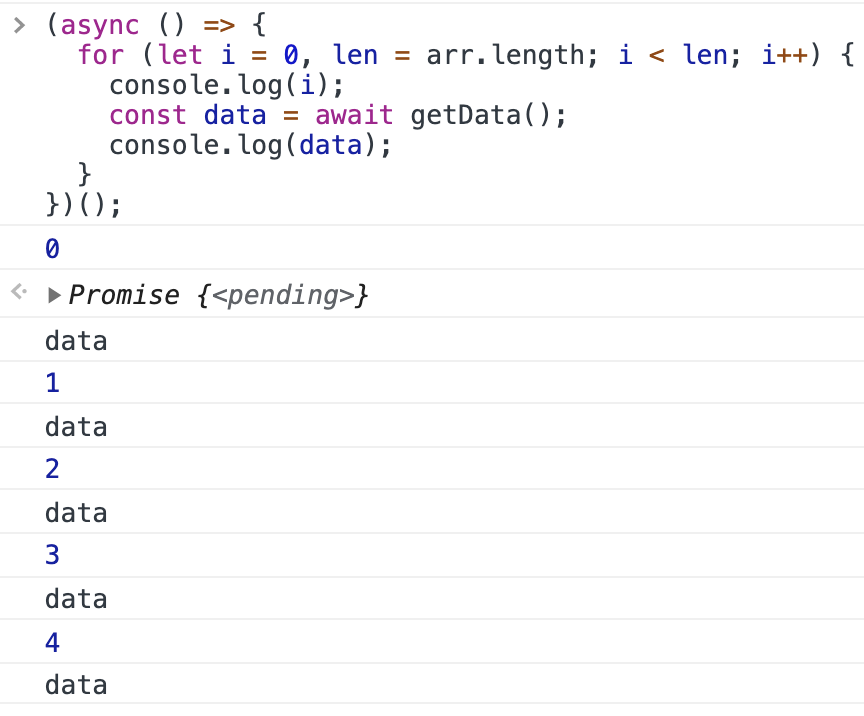 (async () => {
  for (let i = 0, len = arr.length; i < len; i++) {
    console.log(i);
    const data = await getData();
    console.log(data);
  }
})();
0
Promise {<pending>}
data
1
data
2
data
3
data
4
data